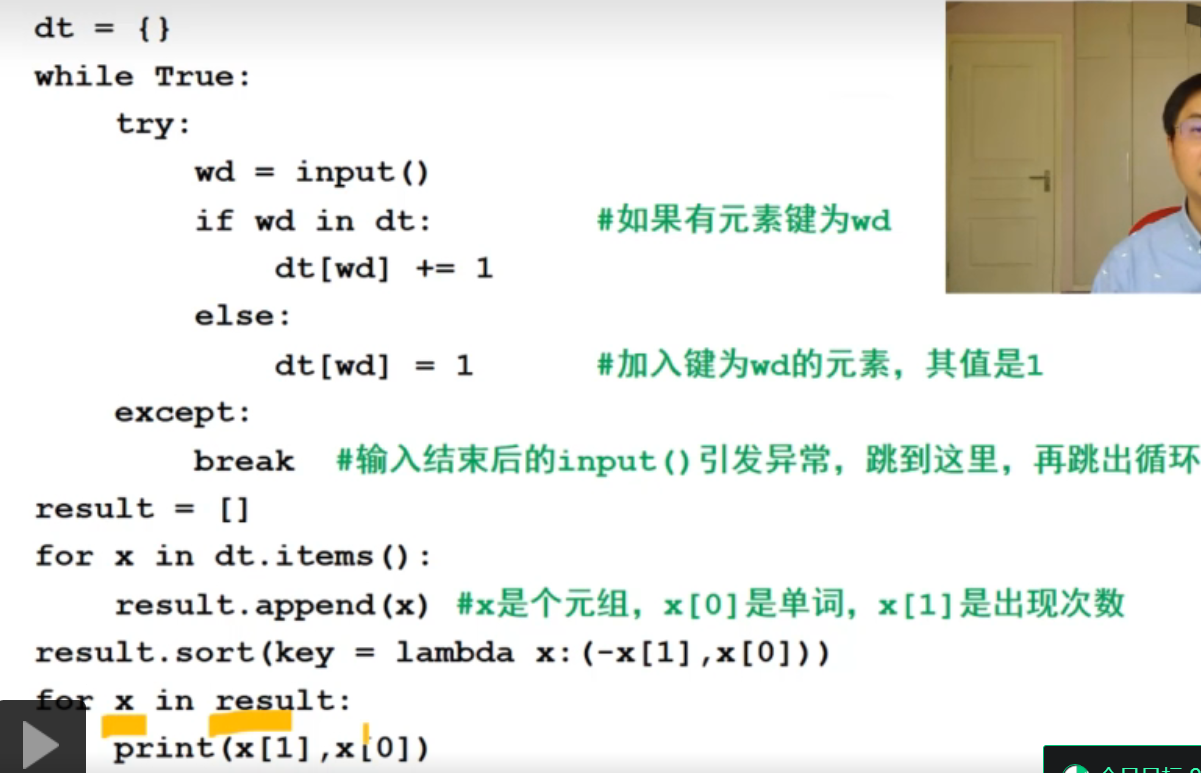 dt = {}
while True:
    try:
        wd = input()
        if wd in dt:        #如果有元素键为wd
            dt[wd] += 1
        else:
            dt[wd] = 1      #加入键为wd的元素，其值是1
    except:
        break  #输入结束后的input()引发异常，跳到这里，再跳出循环
result = []
for x in dt.items():
    result.append(x) #x是个元组，x[0]是单词，x[1]是出现次数
result.sort(key = lambda x:(-x[1],x[0]))
for x in result:
    print(x[1],x[0])